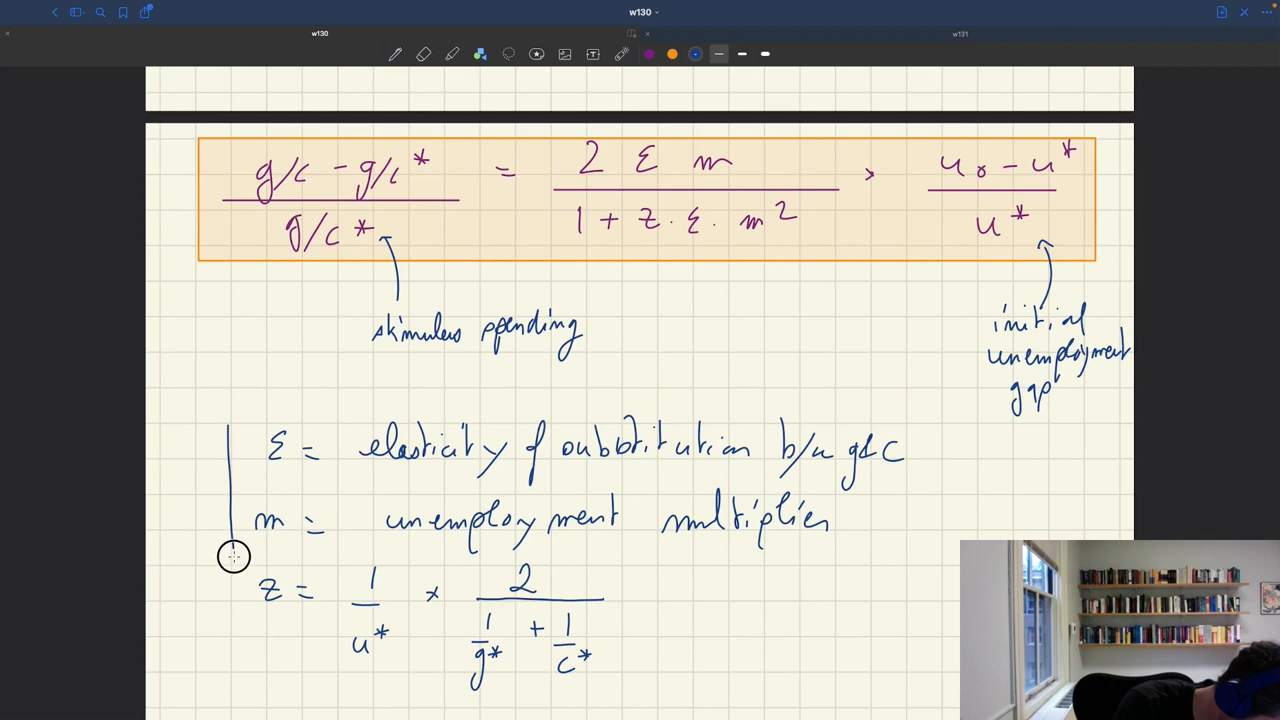 w130
w130
w131
g/c - g/c* / g/c* = 2 ε m / 1 + z · ε · m² × u₀ - u* / u*
stimulus spending
initial
unemployment
gap
ε = elasticity of substitution b/w g & c
m = unemployment multiplier
z = 1 / u* × 2 / 1/g* + 1/c*